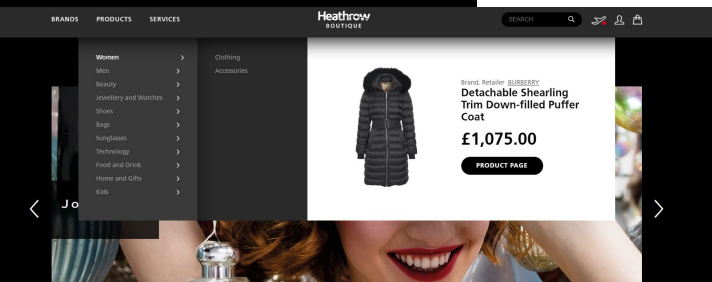 BRANDS PRODUCTS SERVICES
Heathrow
BOUTIQUE
SEARCH
Women
Men
Beauty
Jewellery and Watches
Shoes
Bags
Sunglasses
Technology
Food and Drink
Home and Gifts
Kids
Clothing
Accessories
Brand, Retailer BURBERRY
Detachable Shearling
Trim Down-filled Puffer
Coat
£1,075.00
PRODUCT PAGE
Jo